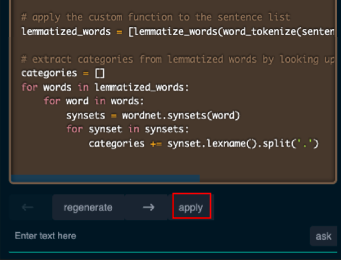 # apply the custom function to the sentence list
lemmatized_words = [lemmatize_words(word_tokenize(senten
# extract categories from lemmatized words by looking up
categories = []
for words in lemmatized_words:
    for word in words:
        synsets = wordnet.synsets(word)
        for synset in synsets:
            categories += synset.lexname().split('.')
← regenerate → apply
Enter text here ask